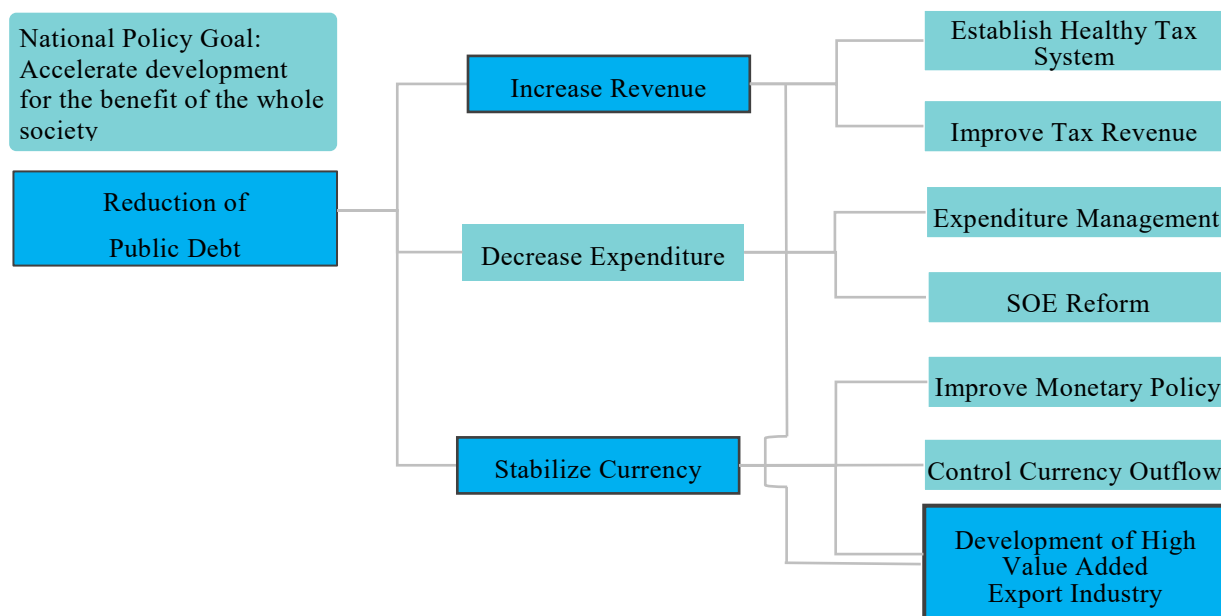 National Policy Goal:
Accelerate development
for the benefit of the whole
society
Reduction of
Public Debt
Increase Revenue
Decrease Expenditure
Stabilize Currency
Establish Healthy Tax
System
Improve Tax Revenue
Expenditure Management
SOE Reform
Improve Monetary Policy
Control Currency Outflow
Development of High
Value Added
Export Industry